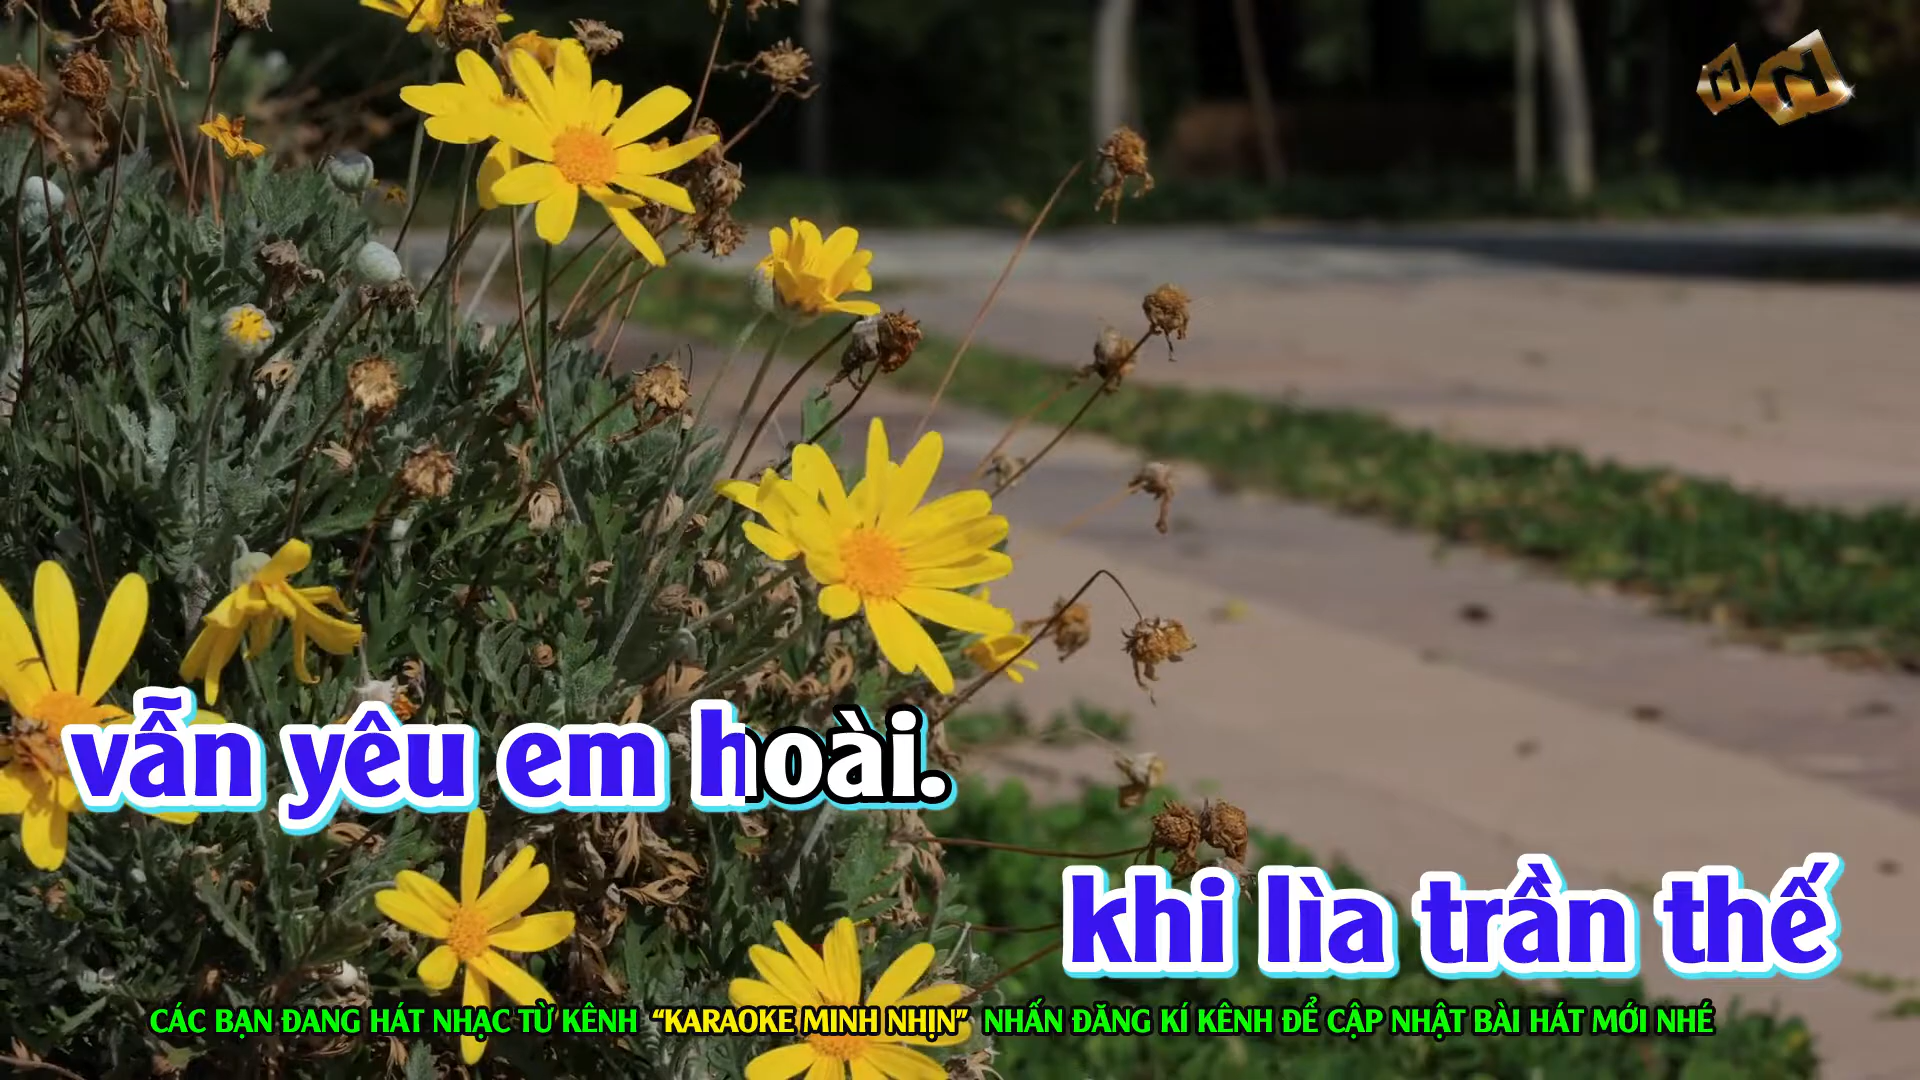 vẫn yêu em hoài.
khi lìa trần thế
CÁC BẠN ĐANG HÁT NHẠC TỪ KÊNH “KARAOKE MINH NHỊN” NHẤN ĐĂNG KÍ KÊNH ĐỂ CẬP NHẬT BÀI HÁT MỚI NHÉ